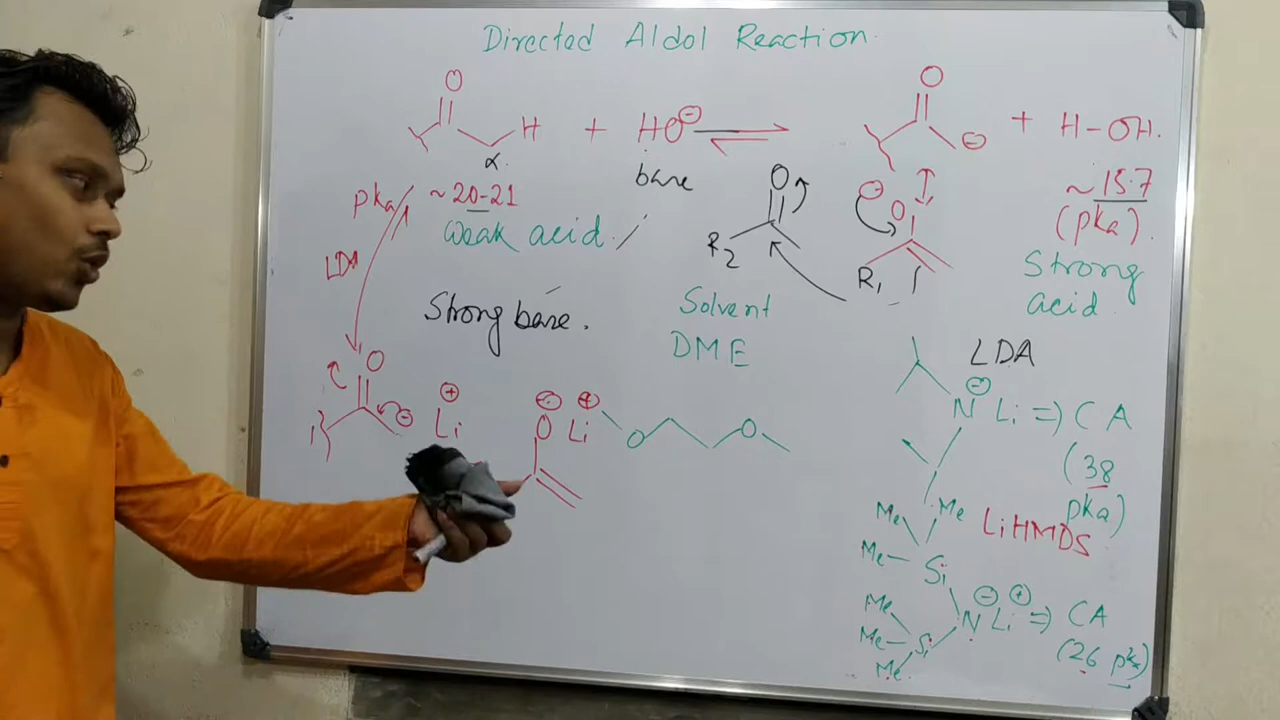 Directed Aldol Reaction
O
H + HO⊖ ⇌ O ⊖ + H-OH.
α
base
pka ~20-21
Weak acid.
~15.7
(pka).
Strong
acid
LDA
O
R2
⊖
O
R1
Strong base.
Solvent
DME
LDA
O
⊖
⊕
Li
⊖ ⊕
O Li O O
⊖
N Li => CA
(38
pka)
Me Me
Me
Si
LiHMDS
Me
Me
Me
Si
⊖ ⊕
N Li => CA
(26 pka)